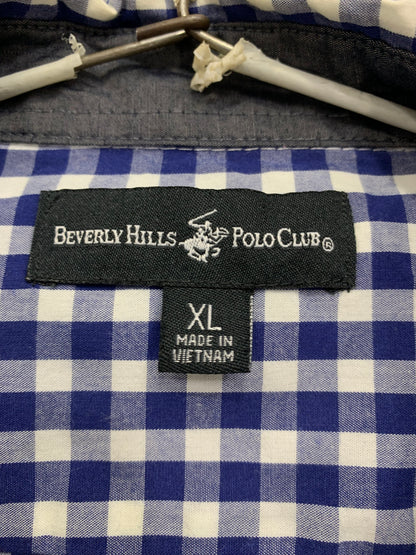 BEVERLY HILLS POLO CLUB®
XL
MADE IN
VIETNAM